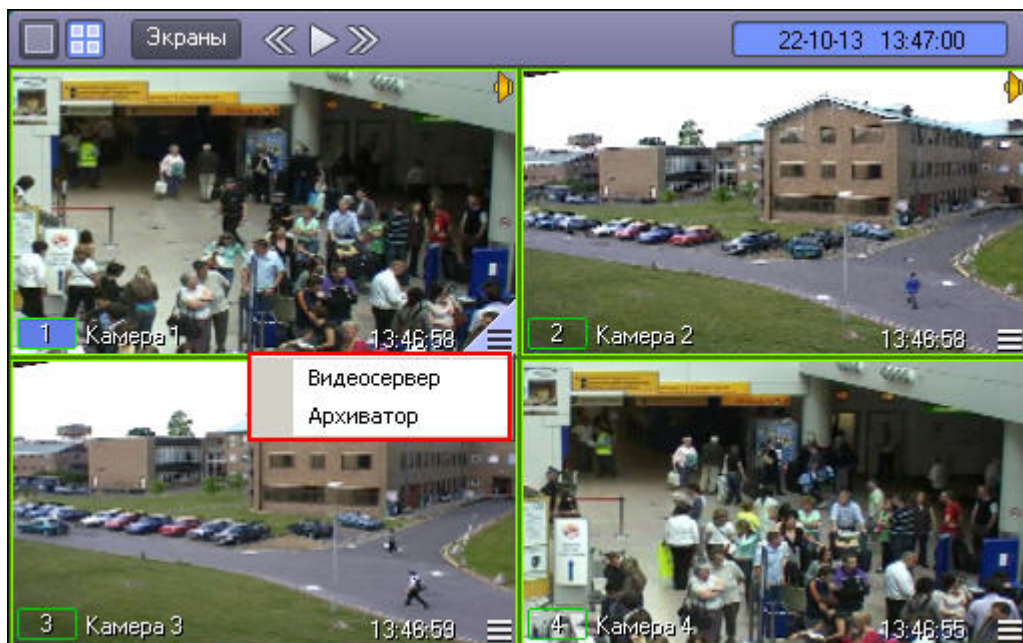 Экраны
22-10-13 13:47:00
1 Камера 1 13:46:58
2 Камера 2 13:46:58
Видеосервер
Архиватор
3 Камера 3 13:46:59
4 Камера 4 13:46:55